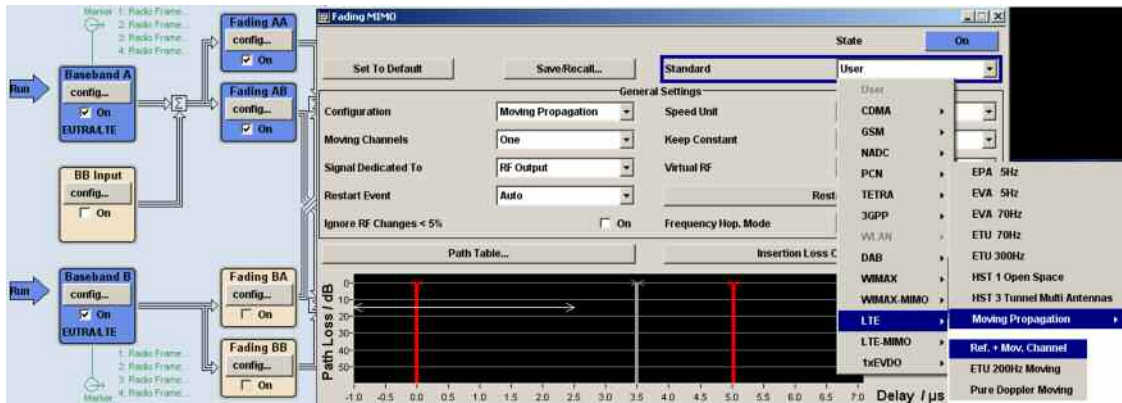 Marker 1: Radio Frame...
2: Radio Frame...
3: Radio Frame...
4: Radio Frame...
Run
Baseband A
config...
On
EUTRA/LTE
BB Input
config...
On
Run
Baseband B
config...
On
EUTRA/LTE
1: Radio Frame...
2: Radio Frame...
3: Radio Frame...
Marker 4: Radio Frame...
Σ
Fading AA
config...
On
Fading AB
config...
On
Fading BA
config...
On
Fading BB
config...
On
Fading MIMO
State On
Set To Default Save/Recall... Standard User
General Settings
Configuration Moving Propagation Speed Unit
Moving Channels One Keep Constant
Signal Dedicated To RF Output Virtual RF
Restart Event Auto Rest
Ignore RF Changes < 5% On Frequency Hop. Mode
Path Table... Insertion Loss C
Path Loss / dB
0
10
20
30
40
50
-1.0 -0.5 0.0 0.5 1.0 1.5 2.0 2.5 3.0 3.5 4.0 4.5 5.0 5.5 6.0 6.5 7.0 Delay / µs
User
CDMA
GSM
NADC
PCN
TETRA
3GPP
WLAN
DAB
WIMAX
WIMAX-MIMO
LTE
LTE-MIMO
1xEVDO
EPA 5Hz
EVA 5Hz
EVA 70Hz
ETU 70Hz
ETU 300Hz
HST 1 Open Space
HST 3 Tunnel Multi Antennas
Moving Propagation
Ref. + Mov. Channel
ETU 200Hz Moving
Pure Doppler Moving